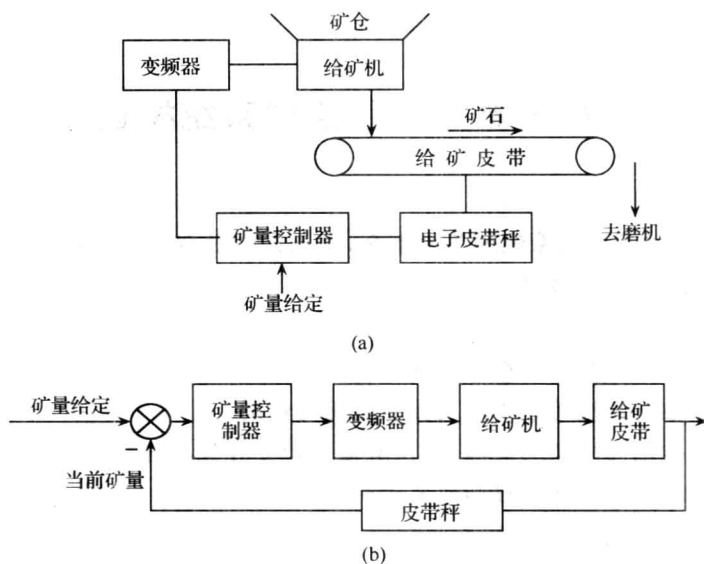 矿仓
变频器
给矿机
矿石
给矿皮带
矿量控制器
电子皮带秤
去磨机
矿量给定
(a)
矿量给定
矿量控
制器
变频器
给矿机
给矿
皮带
−
当前矿量
皮带秤
(b)